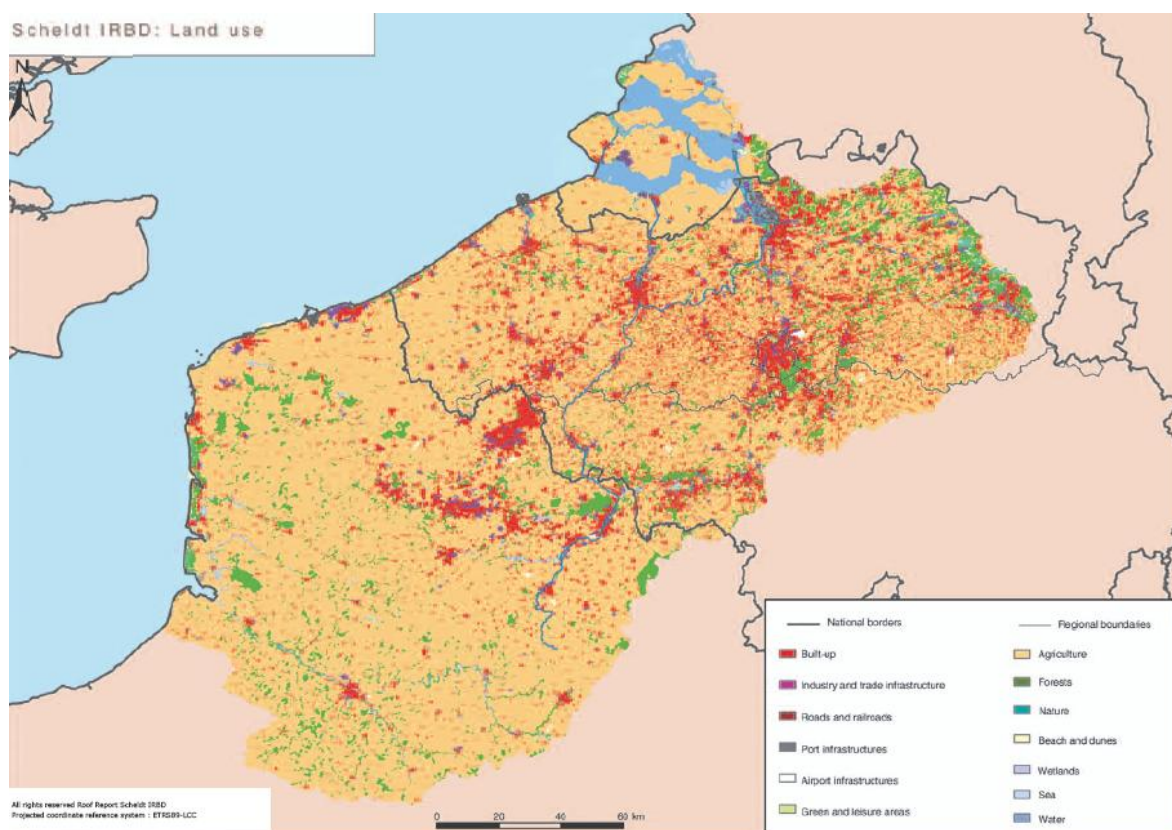 Scheldt IRBD: Land use
N
National borders
Regional boundaries
Built-up
Agriculture
Industry and trade infrastructure
Forests
Roads and railroads
Nature
Port infrastructures
Beach and dunes
Airport infrastructures
Wetlands
Sea
Green and leisure areas
Water
All rights reserved Roof Report Scheldt IRBD
Projected coordinate reference system : ETRS89-LCC
0 20 40 60 km